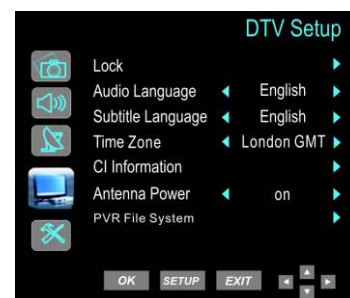 DTV Setup
Lock
Audio Language English
Subtitle Language English
Time Zone London GMT
CI Information
Antenna Power on
PVR File System
OK SETUP EXIT